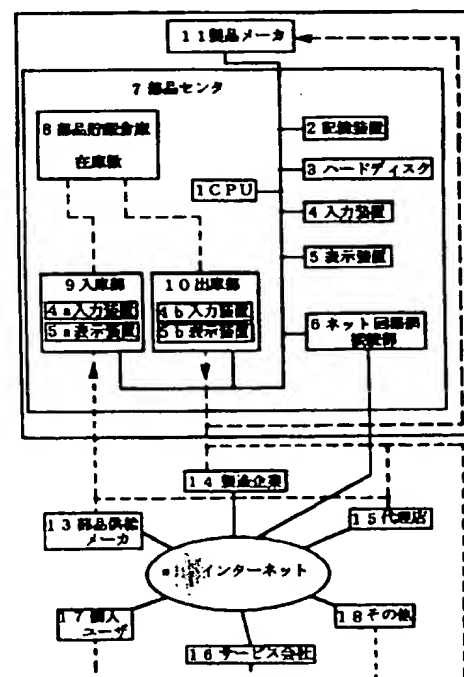 11製品メーカ
7 部品センタ
8部品貯蔵倉庫
在庫数
2 記憶装置
3 ハードディスク
1CPU
4 入力装置
5 表示装置
9入庫部
4a入力装置
5a表示装置
10出庫部
4b入力装置
5b表示装置
6ネット回路網
接続部
14製造企業
13部品供給
メーカ
15代理店
インターネット
17個人
ユーザ
18その他
16サービス会社